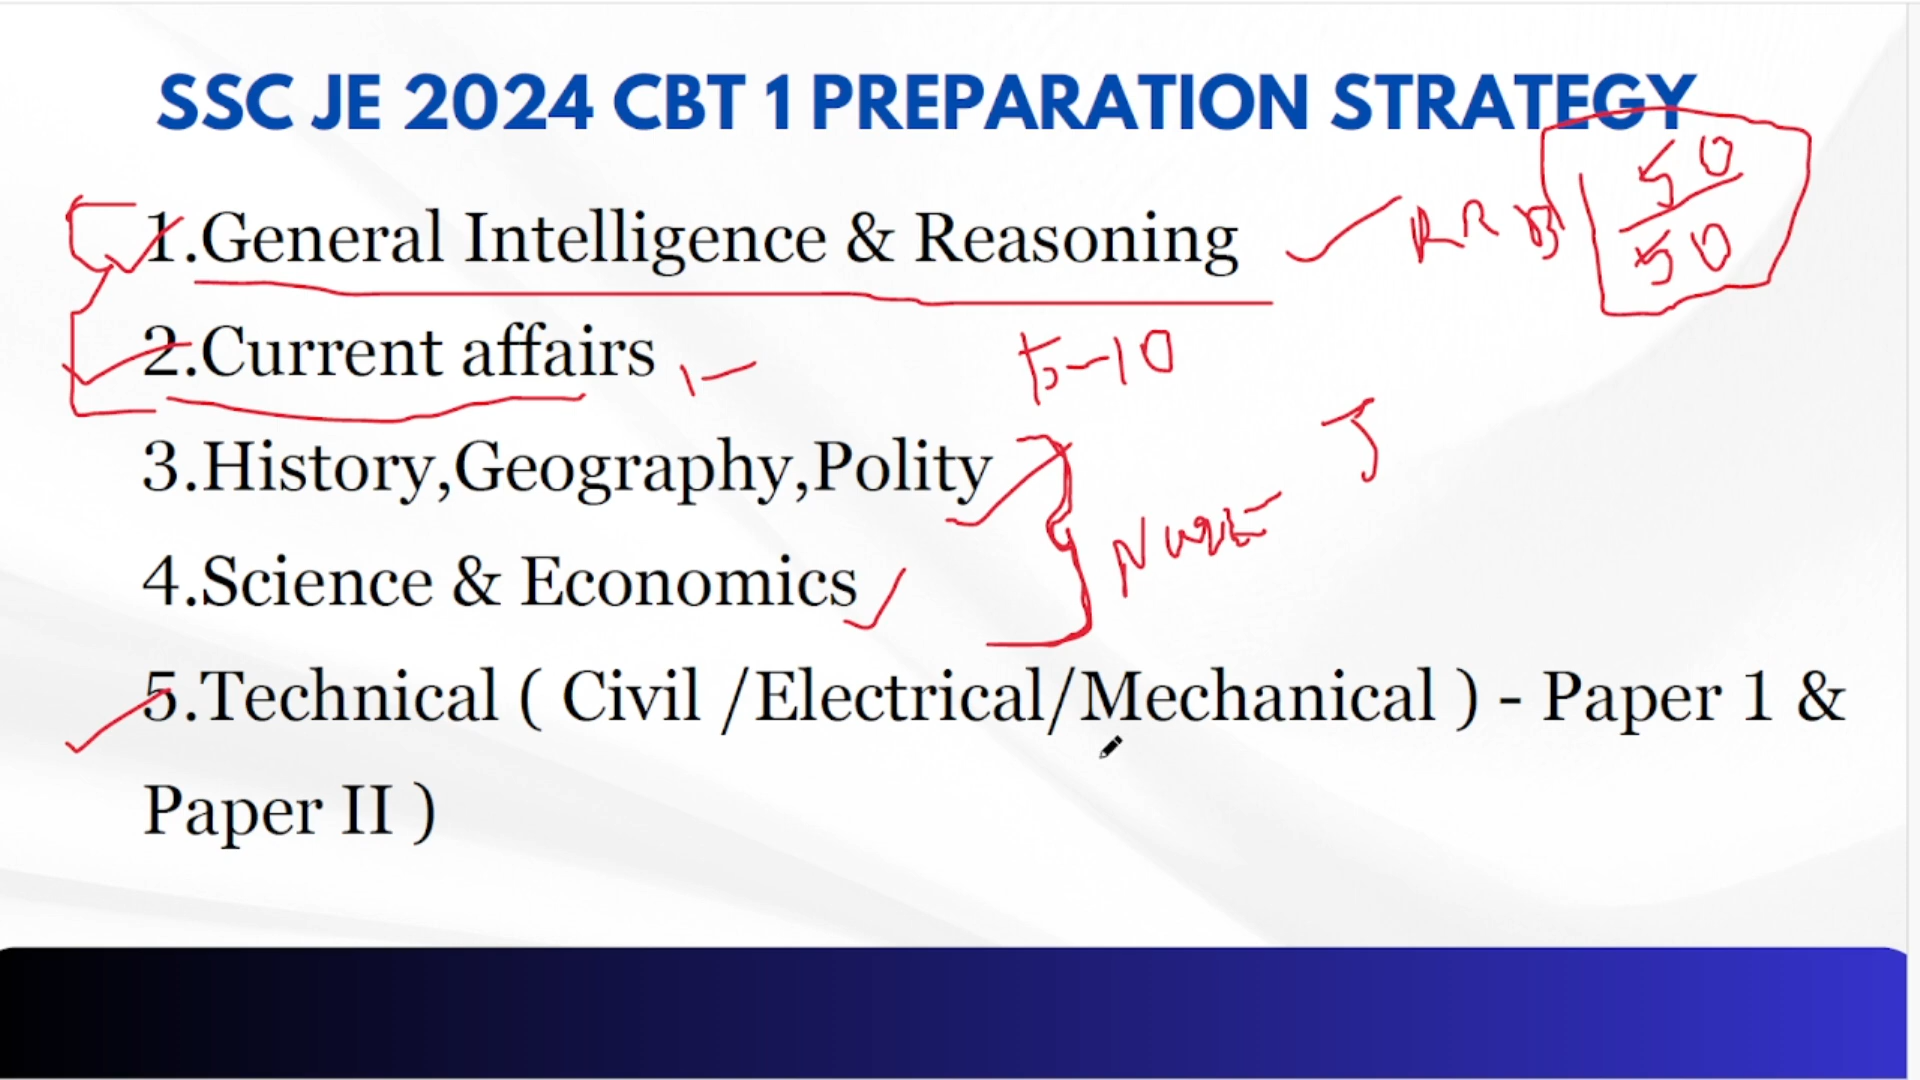 SSC JE 2024 CBT 1 PREPARATION STRATEGY
50
50
1.General Intelligence & Reasoning RRB
2.Current affairs 1- 5-10
J
3.History,Geography,Polity
4.Science & Economics
5.Technical ( Civil /Electrical/Mechanical ) - Paper 1 &
Paper II )